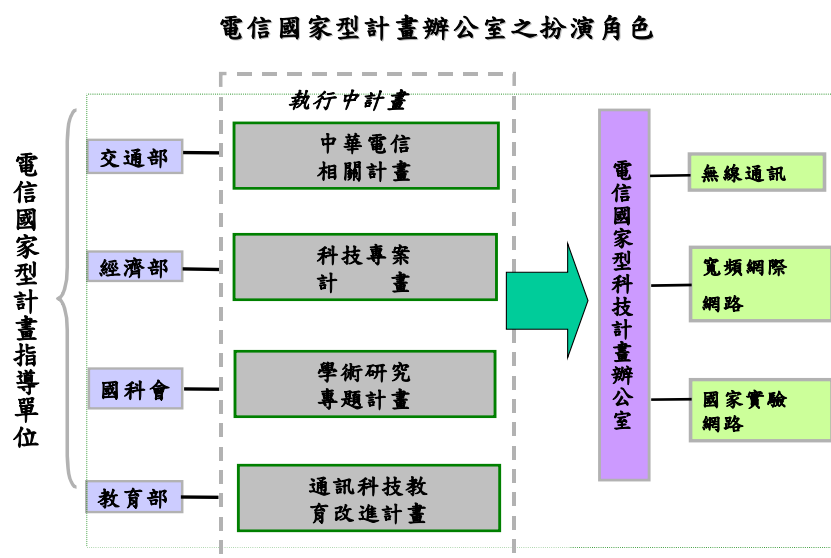 電信國家型計畫辦公室之扮演角色
執行中計畫
電信國家型計畫指導單位
交通部
中華電信
相關計畫
經濟部
科技專案
計 畫
國科會
學術研究
專題計畫
教育部
通訊科技教
育改進計畫
電信國家型科技計畫辦公室
無線通訊
寬頻網際
網路
國家實驗
網路